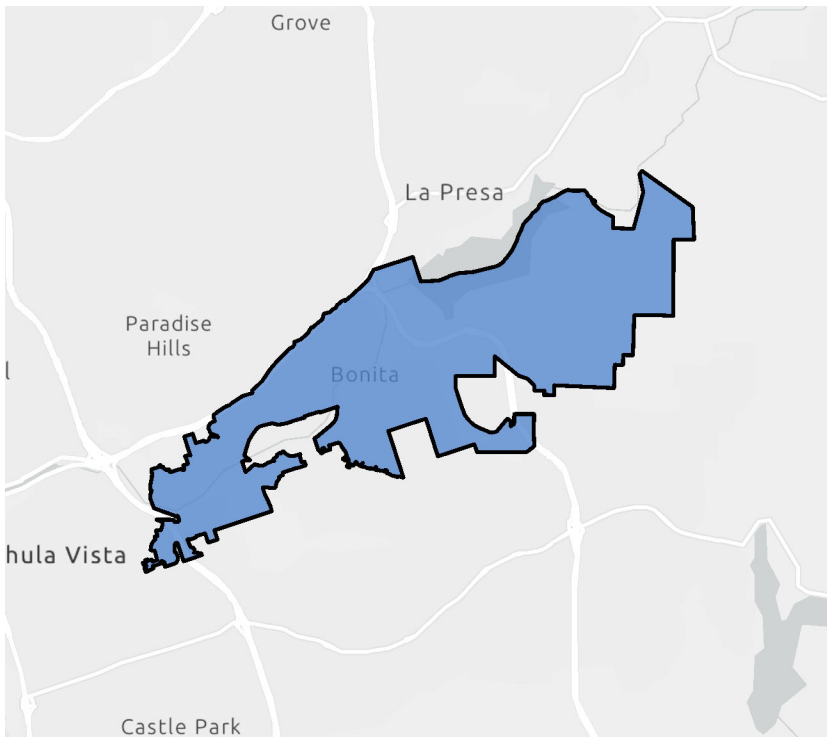 Grove
La Presa
Paradise
Hills
l
Bonita
hula Vista
Castle Park